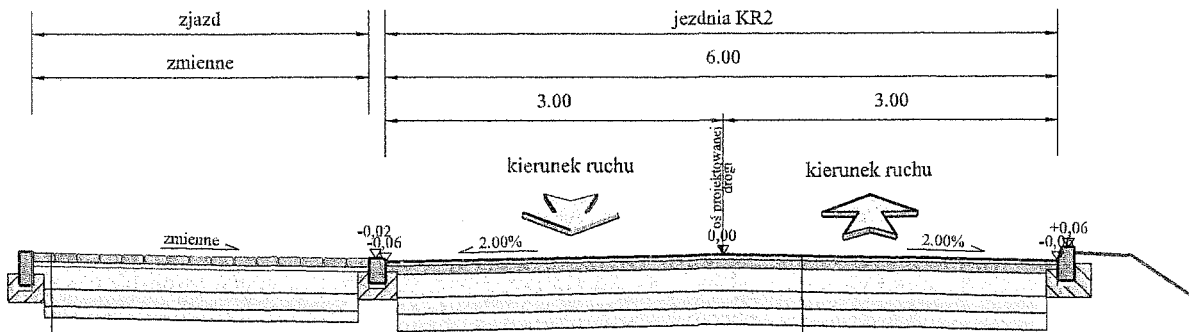 zjazd
jezdnia KR2
zmienne
6.00
3.00
3.00
kierunek ruchu
oś projektowanej
drogi
kierunek ruchu
zmienne
-0,02
-0,06
2.00%
0,00
2.00%
+0,06